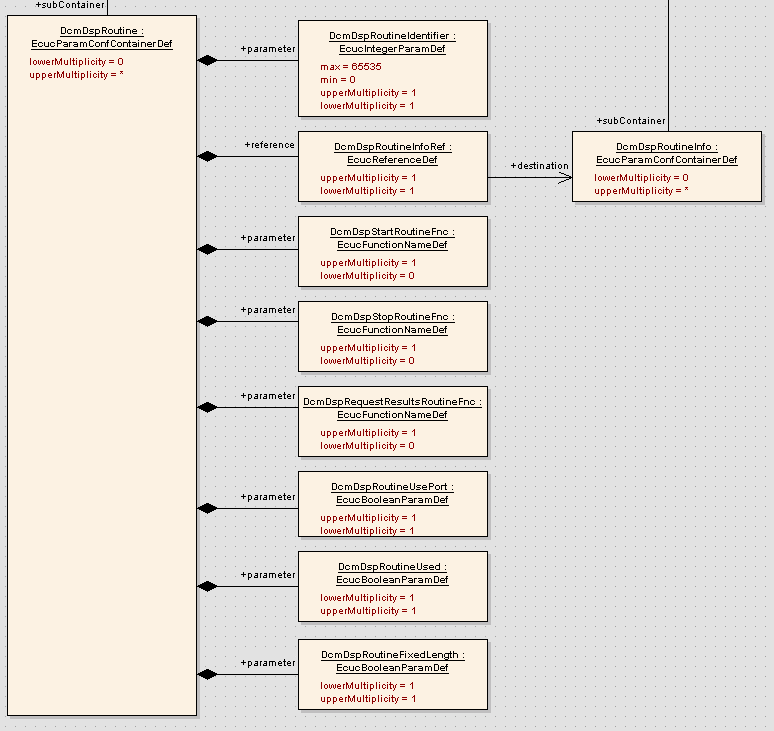 +subContainer
DcmDspRoutine :
EcucParamConfContainerDef
lowerMultiplicity = 0
upperMultiplicity = *
+parameter
DcmDspRoutineIdentifier :
EcucIntegerParamDef
max = 65535
min = 0
upperMultiplicity = 1
lowerMultiplicity = 1
+reference
DcmDspRoutineInfoRef :
EcucReferenceDef
upperMultiplicity = 1
lowerMultiplicity = 1
+destination
+subContainer
DcmDspRoutineInfo :
EcucParamConfContainerDef
lowerMultiplicity = 0
upperMultiplicity = *
+parameter
DcmDspStartRoutineFnc :
EcucFunctionNameDef
upperMultiplicity = 1
lowerMultiplicity = 0
+parameter
DcmDspStopRoutineFnc :
EcucFunctionNameDef
upperMultiplicity = 1
lowerMultiplicity = 0
+parameter
DcmDspRequestResultsRoutineFnc :
EcucFunctionNameDef
upperMultiplicity = 1
lowerMultiplicity = 0
+parameter
DcmDspRoutineUsePort :
EcucBooleanParamDef
upperMultiplicity = 1
lowerMultiplicity = 1
+parameter
DcmDspRoutineUsed :
EcucBooleanParamDef
lowerMultiplicity = 1
upperMultiplicity = 1
+parameter
DcmDspRoutineFixedLength :
EcucBooleanParamDef
lowerMultiplicity = 1
upperMultiplicity = 1